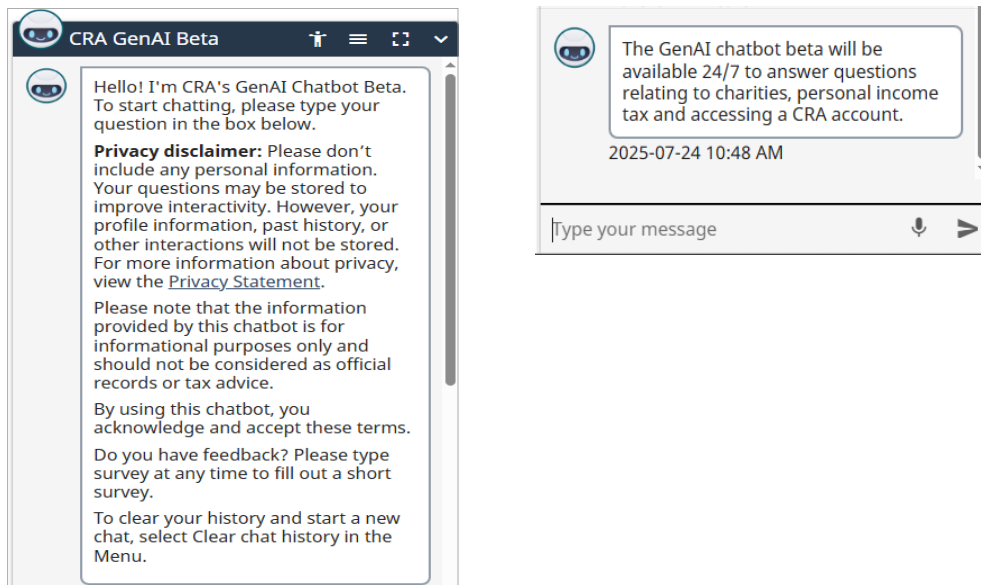 CRA GenAI Beta
Hello! I'm CRA's GenAI Chatbot Beta.
To start chatting, please type your
question in the box below.
Privacy disclaimer: Please don't
include any personal information.
Your questions may be stored to
improve interactivity. However, your
profile information, past history, or
other interactions will not be stored.
For more information about privacy,
view the Privacy Statement.
Please note that the information
provided by this chatbot is for
informational purposes only and
should not be considered as official
records or tax advice.
By using this chatbot, you
acknowledge and accept these terms.
Do you have feedback? Please type
survey at any time to fill out a short
survey.
To clear your history and start a new
chat, select Clear chat history in the
Menu.
The GenAI chatbot beta will be
available 24/7 to answer questions
relating to charities, personal income
tax and accessing a CRA account.
2025-07-24 10:48 AM
Type your message